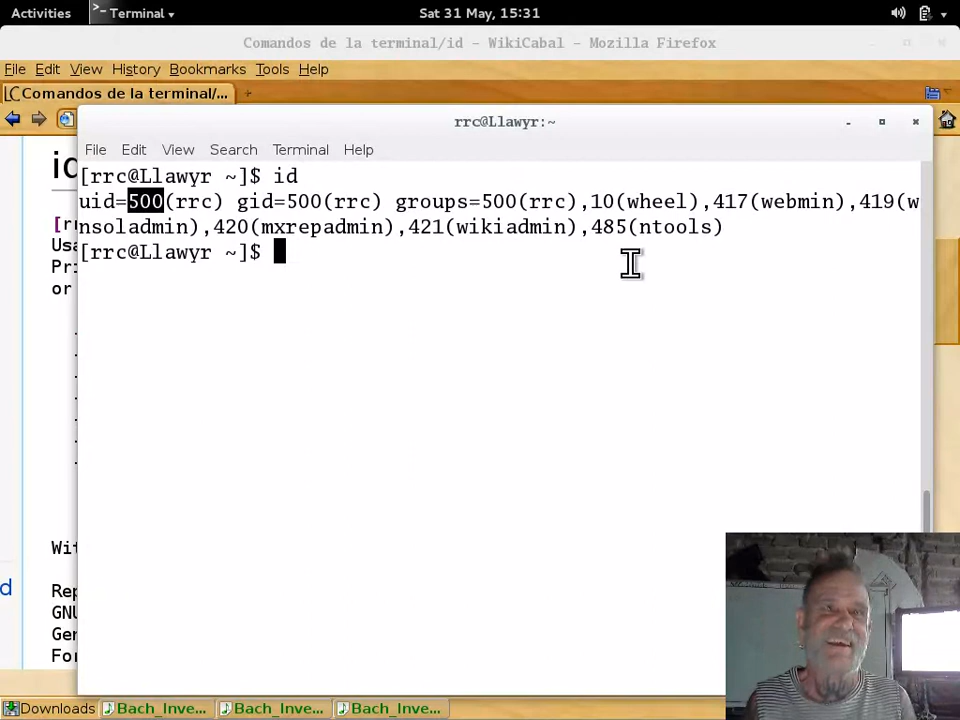 Activities
Terminal
Sat 31 May, 15:31
Comandos de la terminal/id - WikiCabal - Mozilla Firefox
File Edit View History Bookmarks Tools Help
Comandos de la terminal/...
rrc@Llawyr:~
File Edit View Search Terminal Help
[rrc@Llawyr ~]$ id
uid=500(rrc) gid=500(rrc) groups=500(rrc),10(wheel),417(webmin),419(w
nsoladmin),420(mxrepadmin),421(wikiadmin),485(ntools)
[rrc@Llawyr ~]$
id
or
d
Downloads
Bach_Inve...
Bach_Inve...
Bach_Inve...